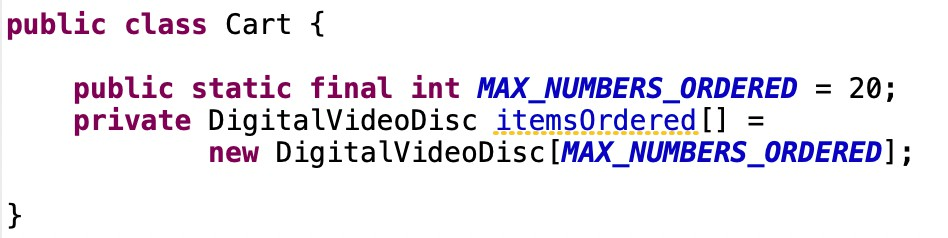 public class Cart {
public static final int MAX_NUMBERS_ORDERED = 20;
private DigitalVideoDisc itemsOrdered[] =
new DigitalVideoDisc[MAX_NUMBERS_ORDERED];
}